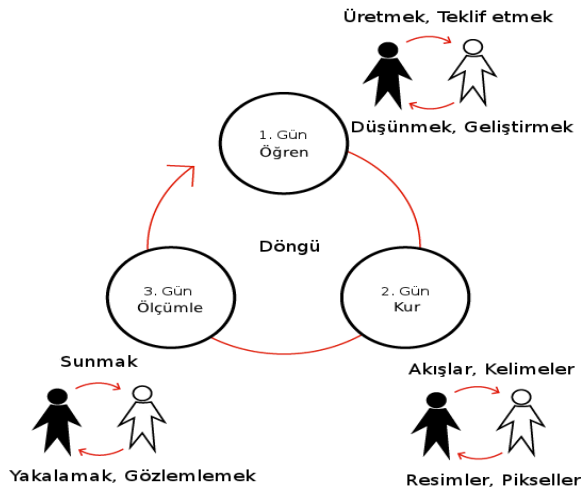 Üretmek, Teklif etmek
Düşünmek, Geliştirmek
1. Gün
Öğren
Döngü
3. Gün
Ölçümle
2. Gün
Kur
Sunmak
Yakalamak, Gözlemlemek
Akışlar, Kelimeler
Resimler, Pikseller